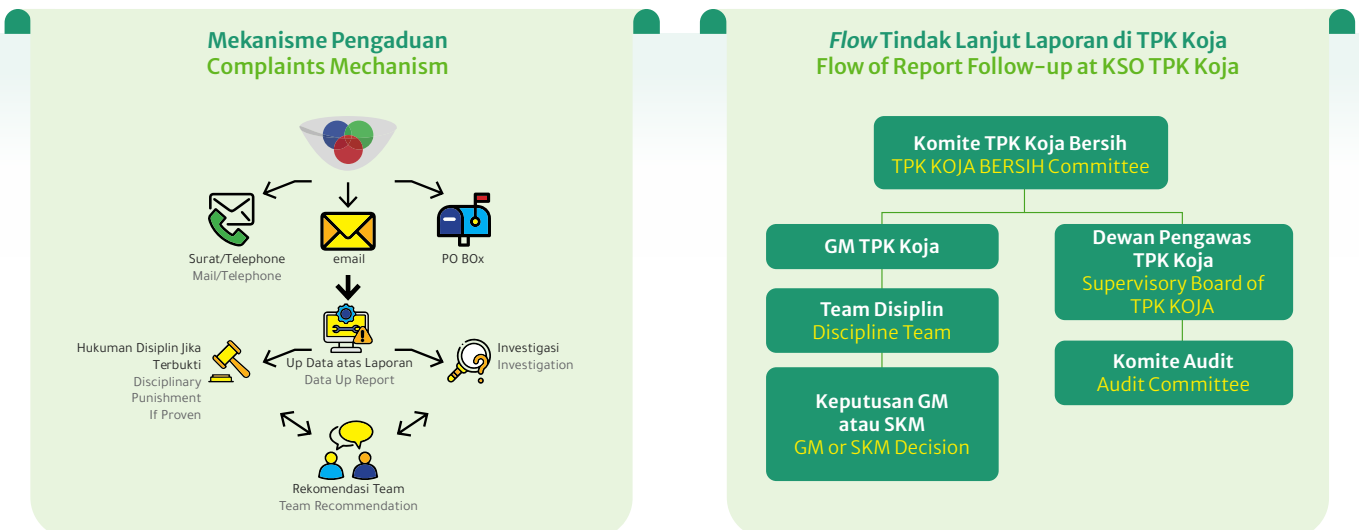 Mekanisme Pengaduan
Complaints Mechanism
Surat/Telephone
Mail/Telephone
email
PO BOx
Hukuman Disiplin Jika
Terbukti
Disciplinary
Punishment
If Proven
Up Data atas Laporan
Data Up Report
Investigasi
Investigation
Rekomendasi Team
Team Recommendation
Flow Tindak Lanjut Laporan di TPK Koja
Flow of Report Follow-up at KSO TPK Koja
Komite TPK Koja Bersih
TPK KOJA BERSIH Committee
GM TPK Koja
Team Disiplin
Discipline Team
Keputusan GM
atau SKM
GM or SKM Decision
Dewan Pengawas
TPK Koja
Supervisory Board of
TPK KOJA
Komite Audit
Audit Committee